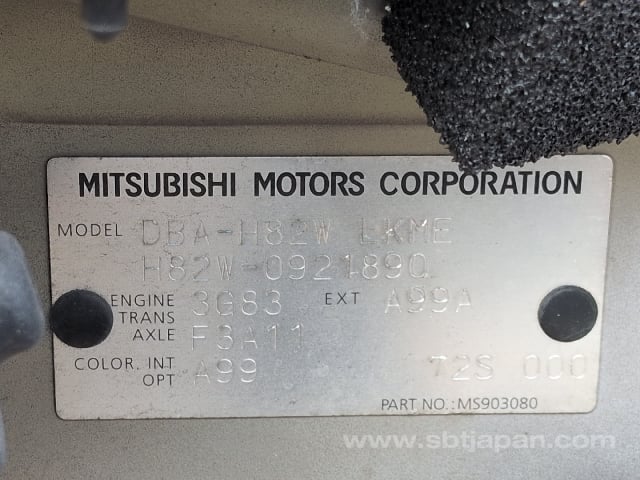 MITSUBISHI MOTORS CORPORATION
MODEL DBA-H82W LKME
H82W-0921890
ENGINE 3G83 EXT A99A
TRANS
AXLE F3A11
COLOR. INT
OPT A99 72S 000
PART NO.: MS903080
www.sbtjapan.com